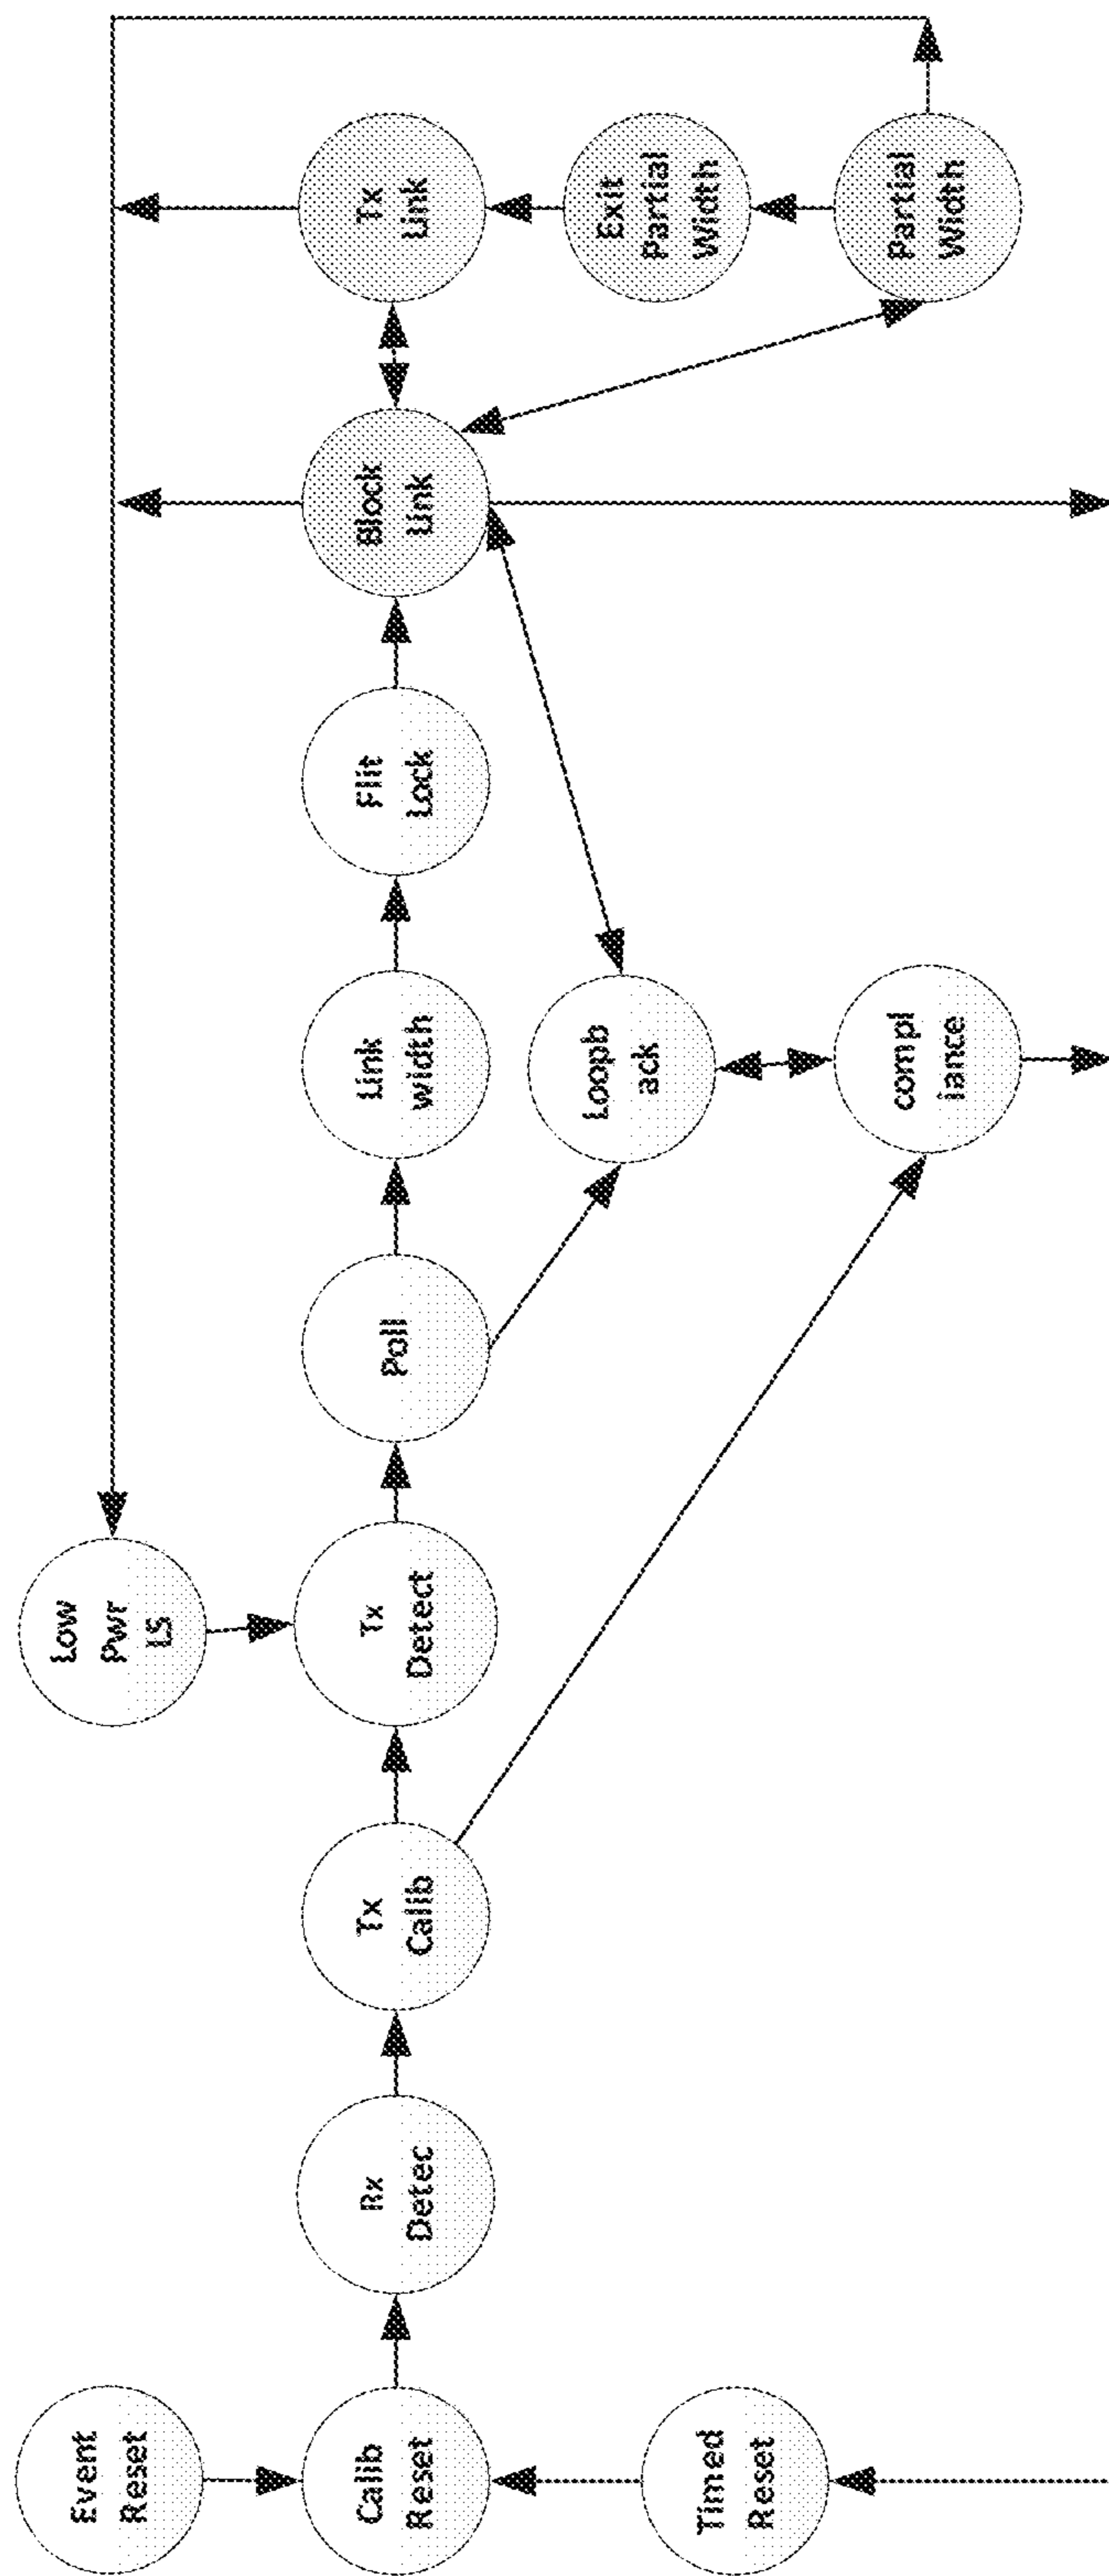 Event
Reset
Low
Pwr
LS
Calib
Reset
Rx
Detec
Tx
Calib
Tx
Detect
Poll
Link
width
Flit
Lock
Block
Link
Tx
Link
Loopb
ack
Exit
Partial
Width
Timed
Reset
compl
iance
Partial
Width